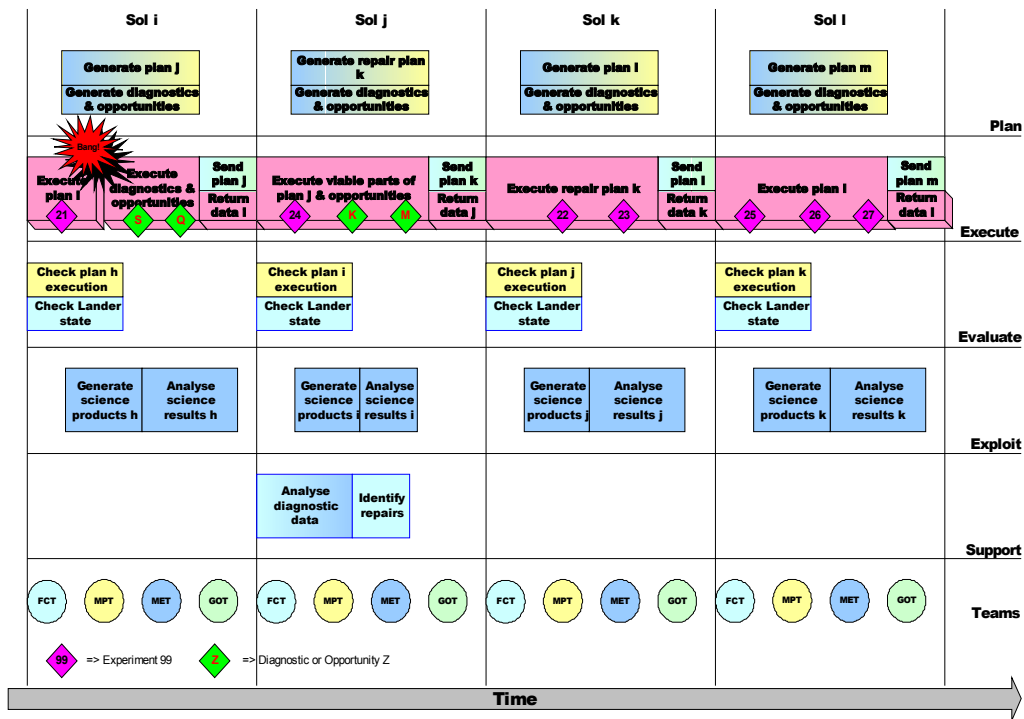 Sol i
Sol j
Sol k
Sol l
Generate plan j
Generate diagnostics
& opportunities
Generate repair plan
k
Generate diagnostics
& opportunities
Generate plan l
Generate diagnostics
& opportunities
Generate plan m
Generate diagnostics
& opportunities
Plan
Bang!
Execute
plan i
21
Execute
diagnostics &
opportunities
S
Q
Send
plan j
Return
data i
Execute viable parts of
plan j & opportunities
24
K
M
Send
plan k
Return
data j
Execute repair plan k
22
23
Send
plan l
Return
data k
Execute plan l
25
26
27
Send
plan m
Return
data l
Execute
Check plan h
execution
Check Lander
state
Check plan i
execution
Check Lander
state
Check plan j
execution
Check Lander
state
Check plan k
execution
Check Lander
state
Evaluate
Generate
science
products h
Analyse
science
results h
Generate
science
products i
Analyse
science
results i
Generate
science
products j
Analyse
science
results j
Generate
science
products k
Analyse
science
results k
Exploit
Analyse
diagnostic
data
Identify
repairs
Support
FCT
MPT
MET
GOT
FCT
MPT
MET
GOT
FCT
MPT
MET
GOT
FCT
MPT
MET
GOT
Teams
99
=> Experiment 99
Z
=> Diagnostic or Opportunity Z
Time